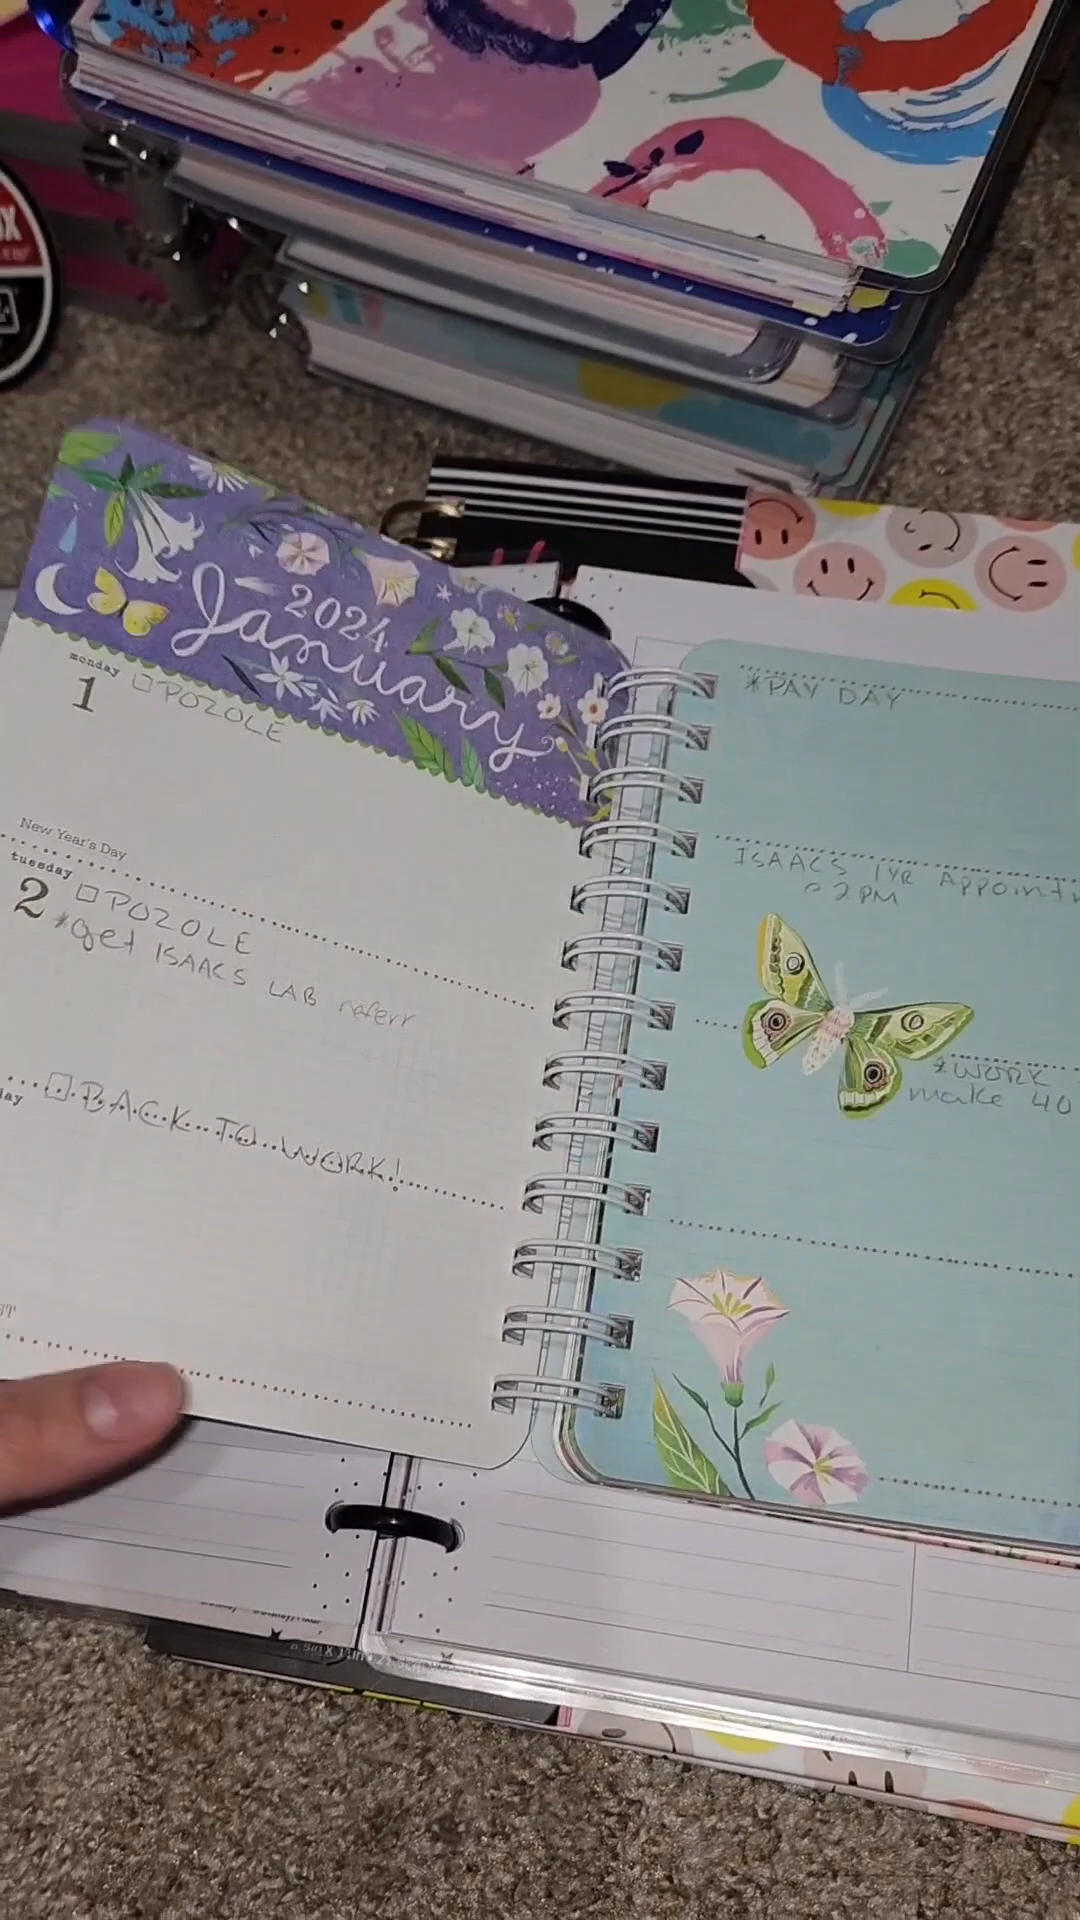 2024
January
monday
1
☐ POZOLE
New Year's Day
tuesday
2
☐ POZOLE
*get ISAACS LAB referr
day
☐ BACK TO WORK!
*PAY DAY
ISAACS 1YR Appoint
2PM
*WORK
make 40